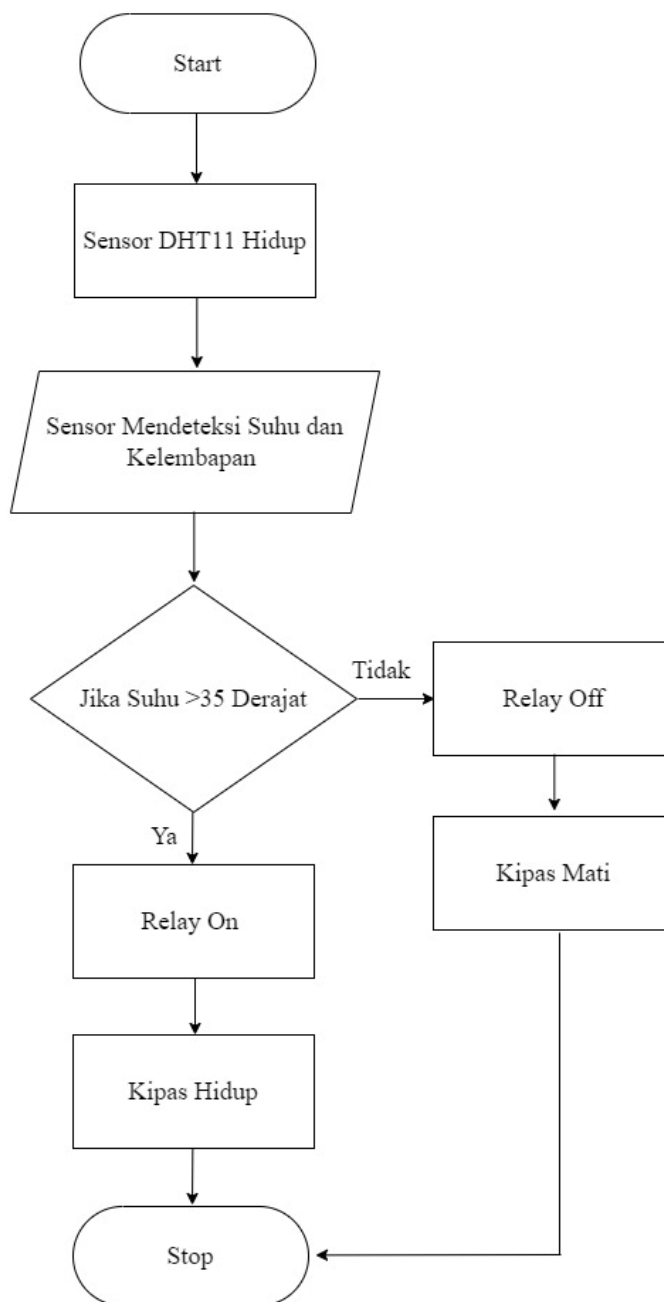 Start
Sensor DHT11 Hidup
Sensor Mendeteksi Suhu dan
Kelembapan
Jika Suhu >35 Derajat
Tidak
Relay Off
Kipas Mati
Ya
Relay On
Kipas Hidup
Stop